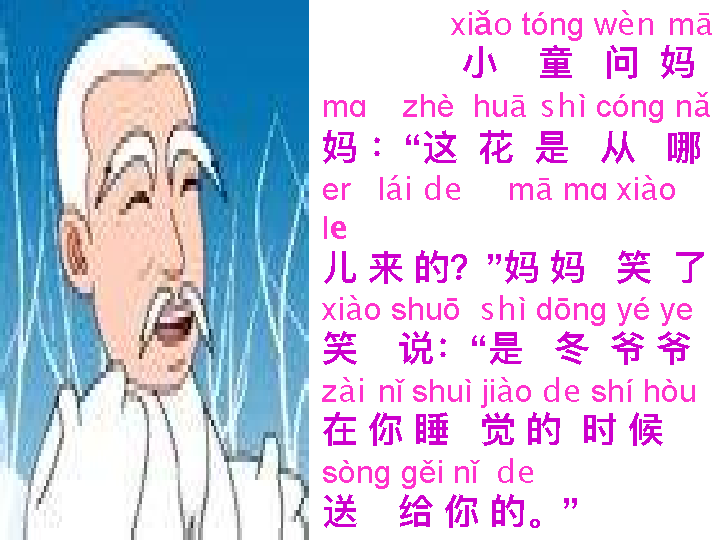 xiǎo tóng wèn mā
小 童 问 妈
mɑ zhè huā shì cóng nǎ
妈：“这 花 是 从 哪
er lái de mā mɑ xiào
le
儿 来 的？”妈 妈 笑 了
xiào shuō shì dōng yé ye
笑 说：“是 冬 爷 爷
zài nǐ shuì jiào de shí hòu
在 你 睡 觉 的 时 候
sòng gěi nǐ de
送 给 你 的。”